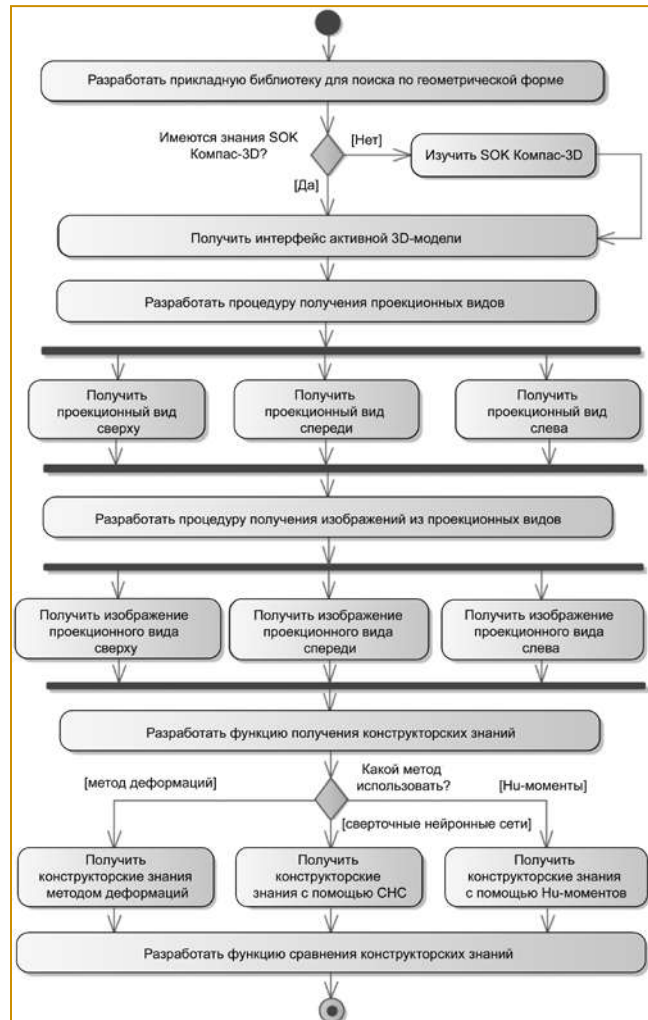 Разработать прикладную библиотеку для поиска по геометрической форме
Имеются знания SOK
Компас-3D?
[Нет]
Изучить SOK Компас-3D
[Да]
Получить интерфейс активной 3D-модели
Разработать процедуру получения проекционных видов
Получить
проекционный вид
сверху
Получить
проекционный вид
спереди
Получить
проекционный вид
слева
Разработать процедуру получения изображений из проекционных видов
Получить изображение
проекционного вида
сверху
Получить изображение
проекционного вида
спереди
Получить изображение
проекционного вида
слева
Разработать функцию получения конструкторских знаний
Какой метод
использовать?
[метод деформаций]
[Hu-моменты]
[сверточные нейронные сети]
Получить
конструкторские знания
методом деформаций
Получить
конструкторские
знания с помощью СНС
Получить
конструкторские знания
с помощью Hu-моментов
Разработать функцию сравнения конструкторских знаний